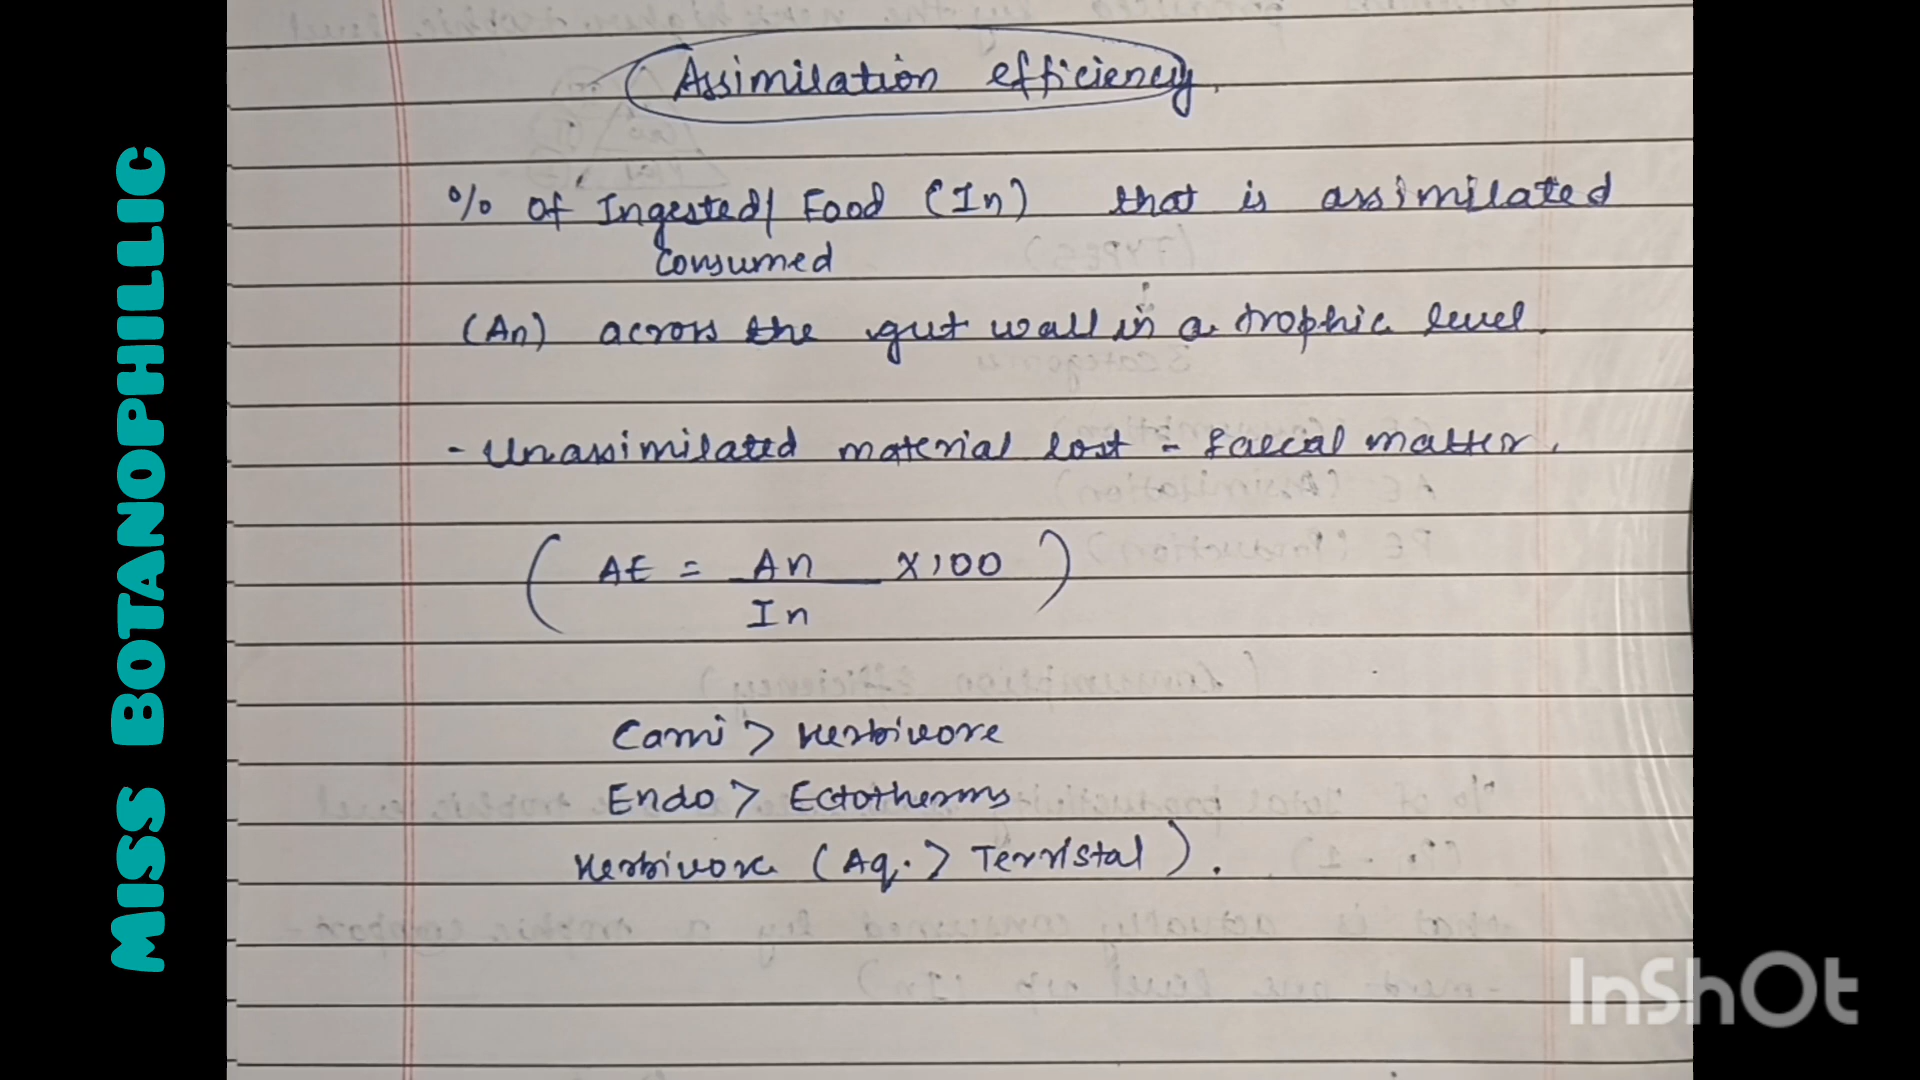 MISS BOTANOPHILLIC
Assimilation efficiency.
% of Ingested/ Food (In) that is assimilated
consumed
(An) across the gut wall in a trophic level.
- Unassimilated material lost - faecal matter.
( AE = An x100 )
In
Carni > Herbivore
Endo > Ectotherms
Herbivore (Aq. > Terristal).
InShOt